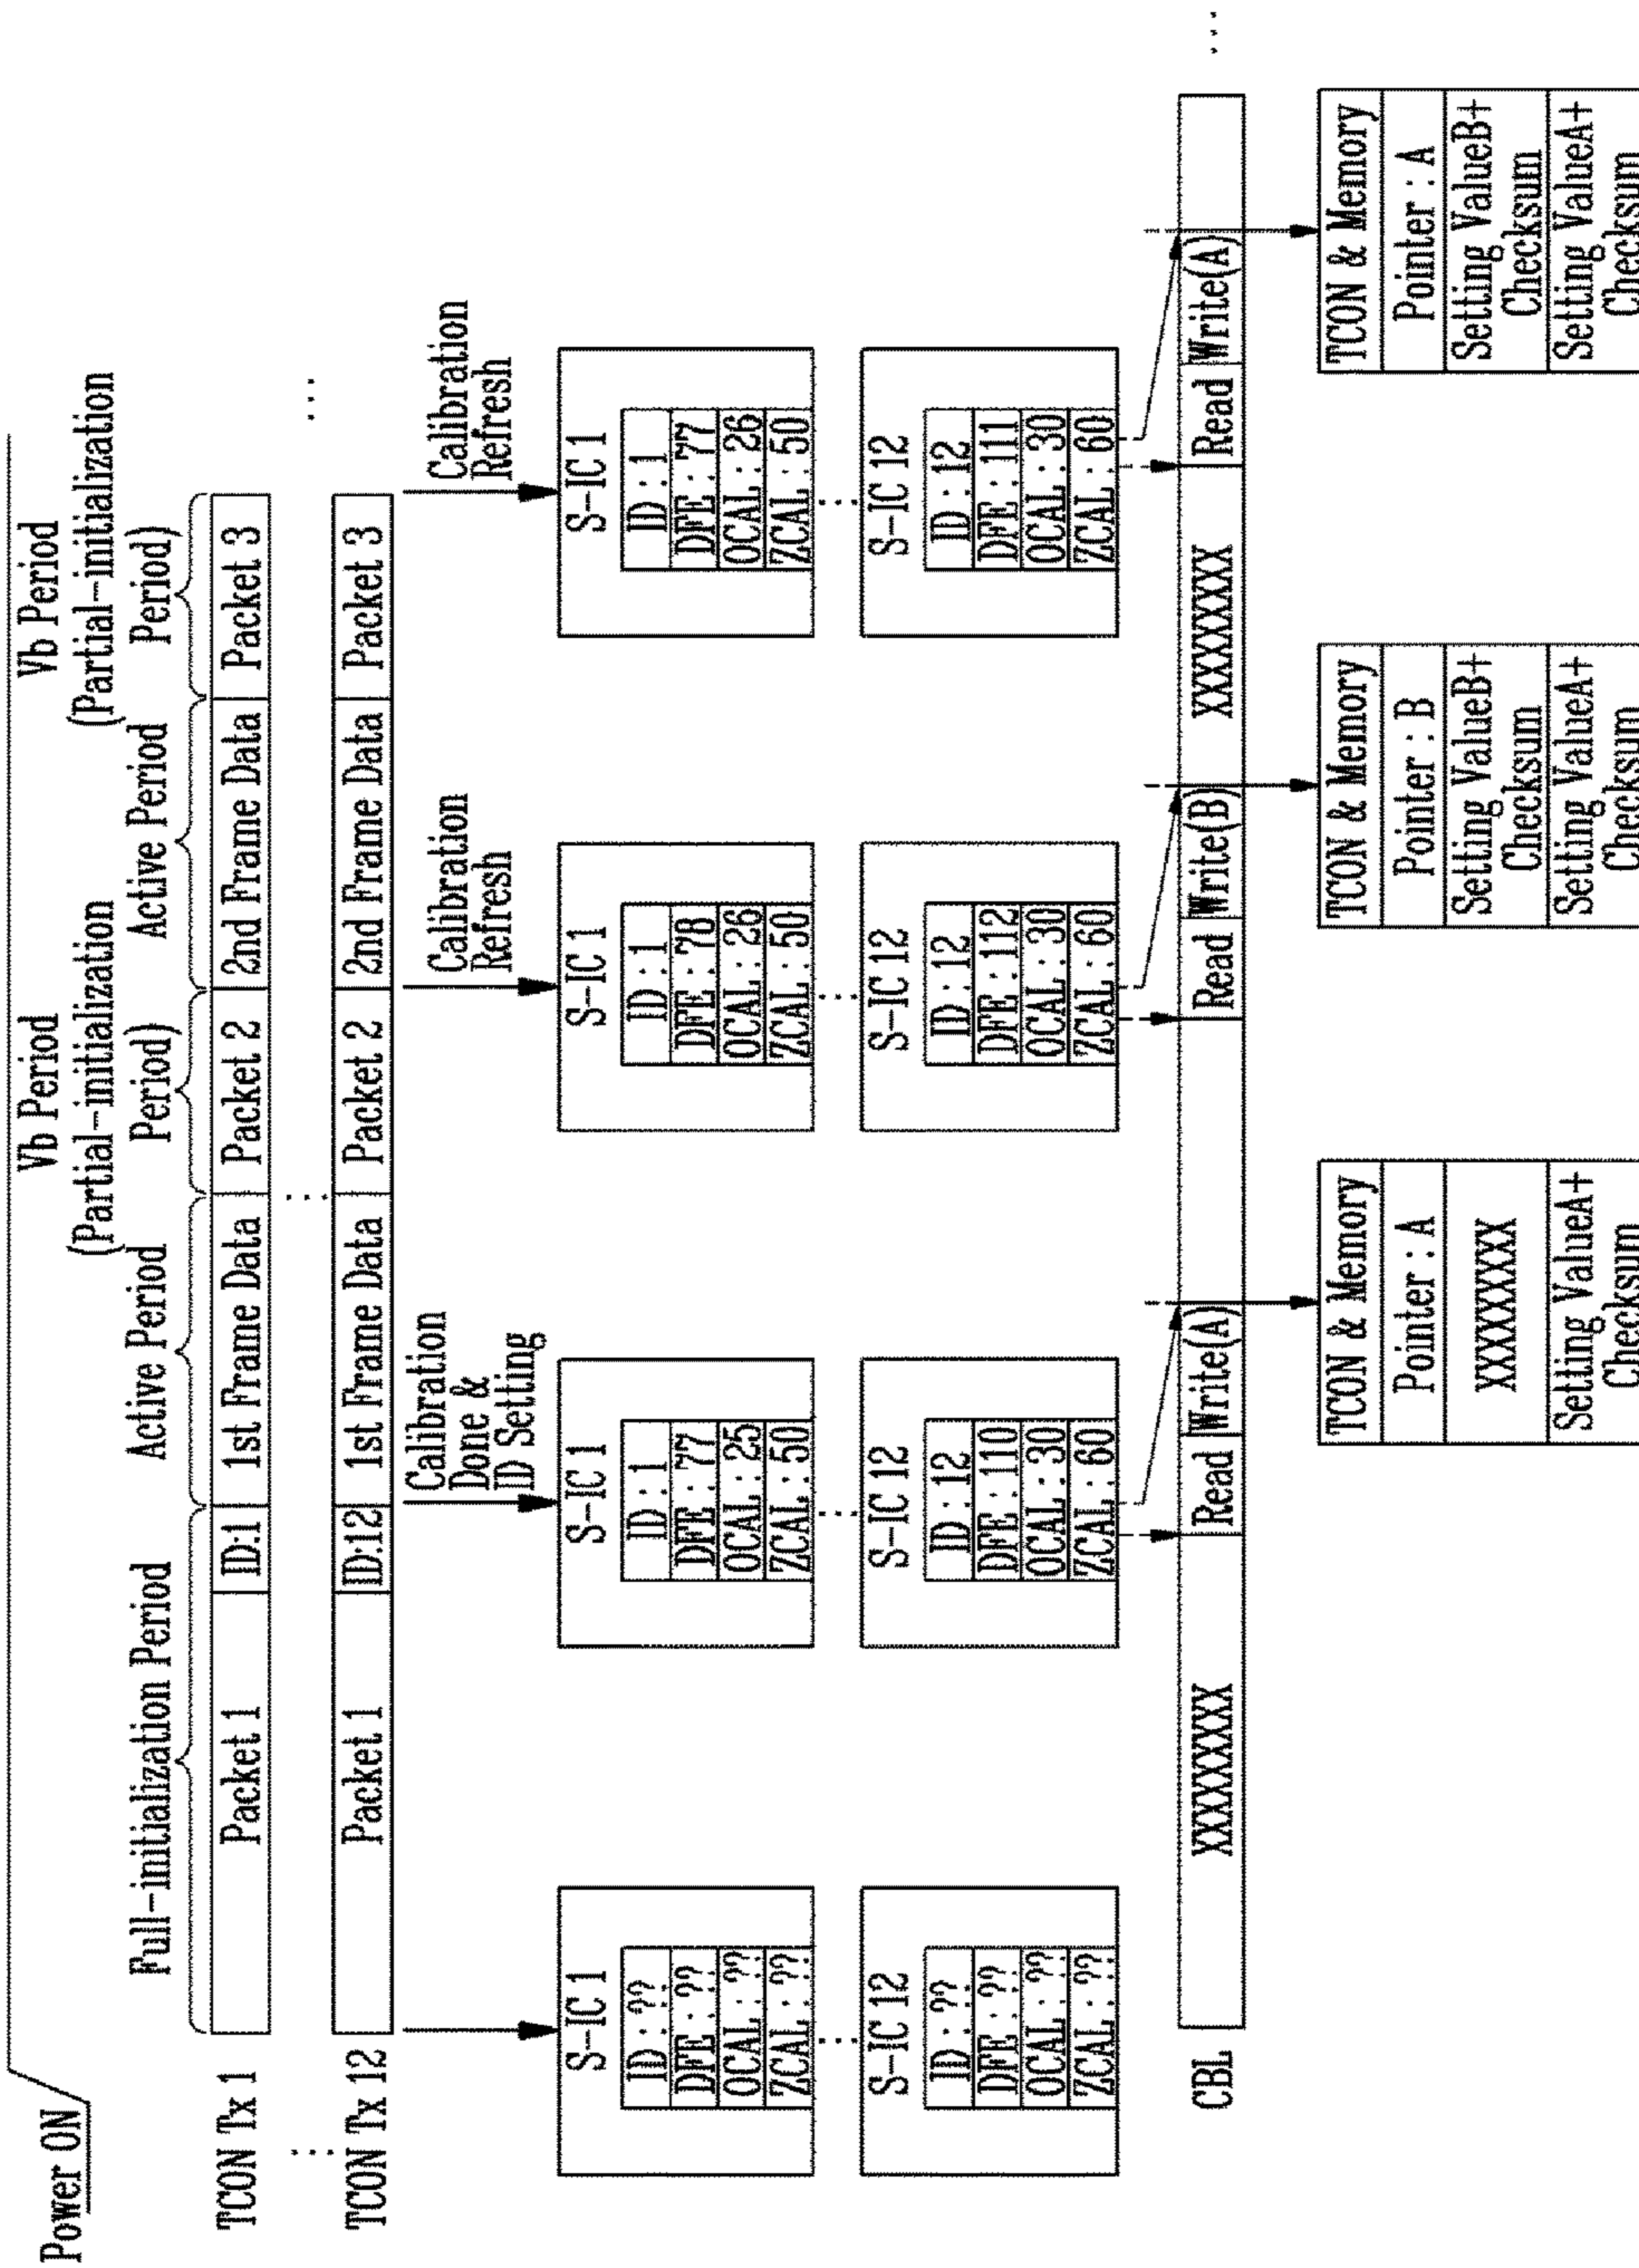 Power ON
Vb Period
(Partial-initialization
Period)
Vb Period
(Partial-initialization
Period)
Full-initialization Period
Active Period
Active Period
TCON Tx 1
Packet 1
ID:1
1st Frame Data
Packet 2
2nd Frame Data
Packet 3
...
...
...
TCON Tx 12
Packet 1
ID:12
1st Frame Data
Packet 2
2nd Frame Data
Packet 3
Calibration
Done &
ID Setting
Calibration
Refresh
Calibration
Refresh
S-IC 1
ID : ??
DFE : ??
OCAL : ??
ZCAL : ??
S-IC 1
ID : 1
DFE : 77
OCAL : 25
ZCAL : 50
S-IC 1
ID : 1
DFE : 78
OCAL : 26
ZCAL : 50
S-IC 1
ID : 1
DFE : 77
OCAL : 26
ZCAL : 50
...
...
...
...
S-IC 12
ID : ??
DFE : ??
OCAL : ??
ZCAL : ??
S-IC 12
ID : 12
DFE : 110
OCAL : 30
ZCAL : 60
S-IC 12
ID : 12
DFE : 112
OCAL : 30
ZCAL : 60
S-IC 12
ID : 12
DFE : 111
OCAL : 30
ZCAL : 60
CBL
XXXXXXXX
Read
Write(A)
Read
Write(B)
XXXXXXXX
Read
Write(A)
...
TCON & Memory
Pointer : A
XXXXXXXX
Setting ValueA+
Checksum
TCON & Memory
Pointer : B
Setting ValueB+
Checksum
Setting ValueA+
Checksum
TCON & Memory
Pointer : A
Setting ValueB+
Checksum
Setting ValueA+
Checksum